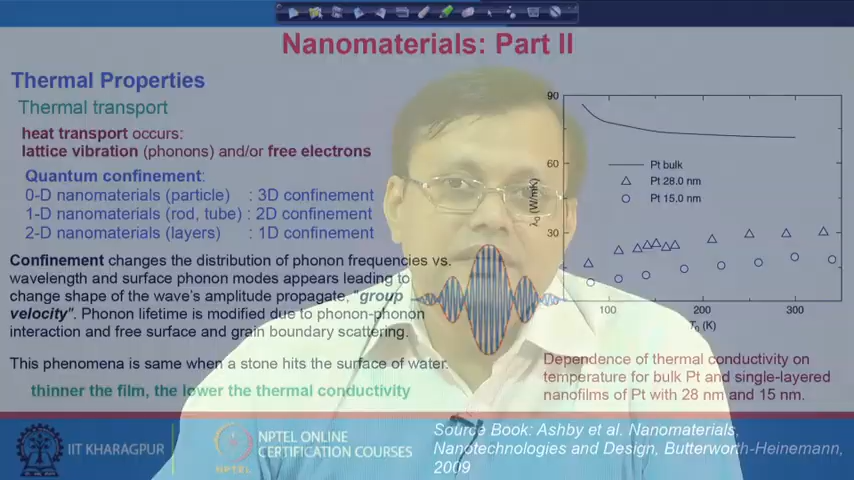 Nanomaterials: Part II
Thermal Properties
Thermal transport
heat transport occurs:
lattice vibration (phonons) and/or free electrons
Quantum confinement:
0-D nanomaterials (particle) : 3D confinement
1-D nanomaterials (rod, tube) : 2D confinement
2-D nanomaterials (layers) : 1D confinement
Confinement changes the distribution of phonon frequencies vs.
wavelength and surface phonon modes appears leading to
change shape of the wave's amplitude propagate, "group
velocity". Phonon lifetime is modified due to phonon-phonon
interaction and free surface and grain boundary scattering.
This phenomena is same when a stone hits the surface of water.
thinner the film, the lower the thermal conductivity
90
60
30
λ₀ (W/mK)
Pt bulk
Pt 28.0 nm
Pt 15.0 nm
100 200 300
T₀ (K)
Dependence of thermal conductivity on
temperature for bulk Pt and single-layered
nanofilms of Pt with 28 nm and 15 nm.
IIT KHARAGPUR
NPTEL
NPTEL ONLINE
CERTIFICATION COURSES
Source Book: Ashby et al. Nanomaterials,
Nanotechnologies and Design, Butterworth-Heinemann,
2009